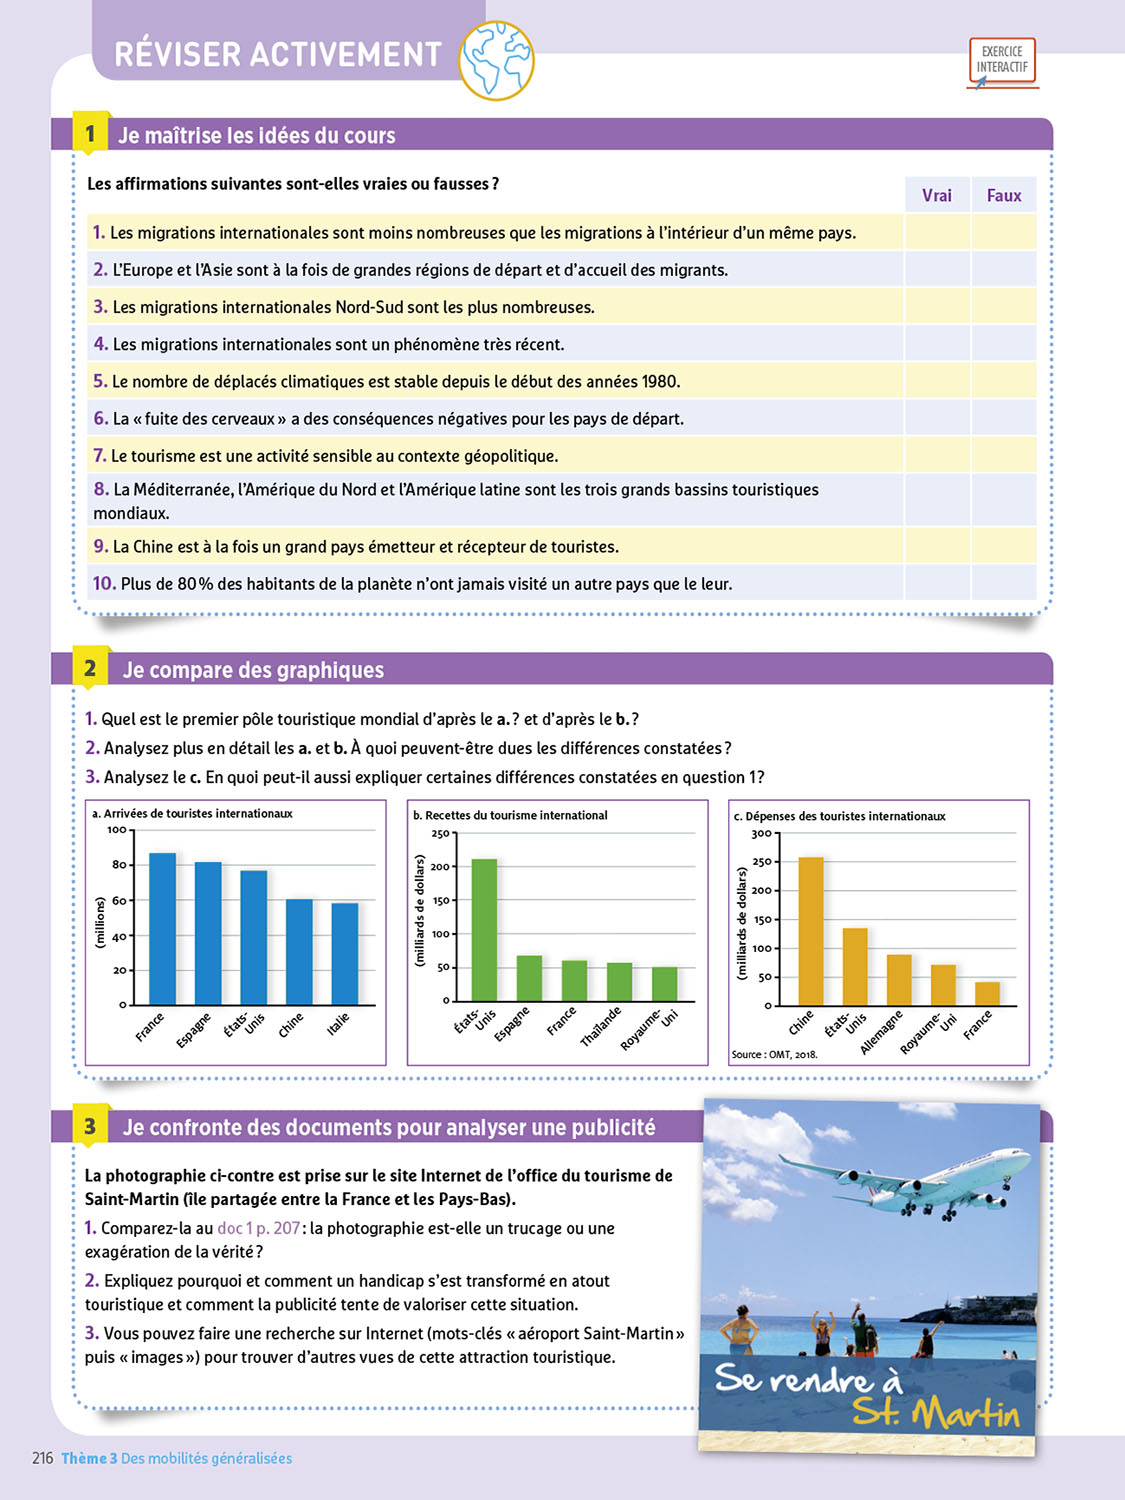 RÉVISER ACTIVEMENT
EXERCICE
INTERACTIF
1 Je maîtrise les idées du cours
Les affirmations suivantes sont-elles vraies ou fausses ?
Vrai Faux
1. Les migrations internationales sont moins nombreuses que les migrations à l'intérieur d'un même pays.
2. L'Europe et l'Asie sont à la fois de grandes régions de départ et d'accueil des migrants.
3. Les migrations internationales Nord-Sud sont les plus nombreuses.
4. Les migrations internationales sont un phénomène très récent.
5. Le nombre de déplacés climatiques est stable depuis le début des années 1980.
6. La « fuite des cerveaux » a des conséquences négatives pour les pays de départ.
7. Le tourisme est une activité sensible au contexte géopolitique.
8. La Méditerranée, l'Amérique du Nord et l'Amérique latine sont les trois grands bassins touristiques
mondiaux.
9. La Chine est à la fois un grand pays émetteur et récepteur de touristes.
10. Plus de 80 % des habitants de la planète n'ont jamais visité un autre pays que le leur.
2 Je compare des graphiques
1. Quel est le premier pôle touristique mondial d'après le a. ? et d'après le b. ?
2. Analysez plus en détail les a. et b. À quoi peuvent-être dues les différences constatées ?
3. Analysez le c. En quoi peut-il aussi expliquer certaines différences constatées en question 1 ?
a. Arrivées de touristes internationaux
100
80
60
40
20
0
(millions)
France
Espagne
États-
Unis
Chine
Italie
b. Recettes du tourisme international
250
200
150
100
50
0
(milliards de dollars)
États-
Unis
Espagne
France
Thaïlande
Royaume-
Uni
c. Dépenses des touristes internationaux
300
250
200
150
100
50
0
(milliards de dollars)
Chine
États-
Unis
Allemagne
Royaume-
Uni
France
Source : OMT, 2018.
3 Je confronte des documents pour analyser une publicité
La photographie ci-contre est prise sur le site Internet de l'office du tourisme de
Saint-Martin (île partagée entre la France et les Pays-Bas).
1. Comparez-la au doc 1 p. 207 : la photographie est-elle un trucage ou une
exagération de la vérité ?
2. Expliquez pourquoi et comment un handicap s'est transformé en atout
touristique et comment la publicité tente de valoriser cette situation.
3. Vous pouvez faire une recherche sur Internet (mots-clés « aéroport Saint-Martin »
puis « images ») pour trouver d'autres vues de cette attraction touristique.
Se rendre à
St. Martin
216 Thème 3 Des mobilités généralisées